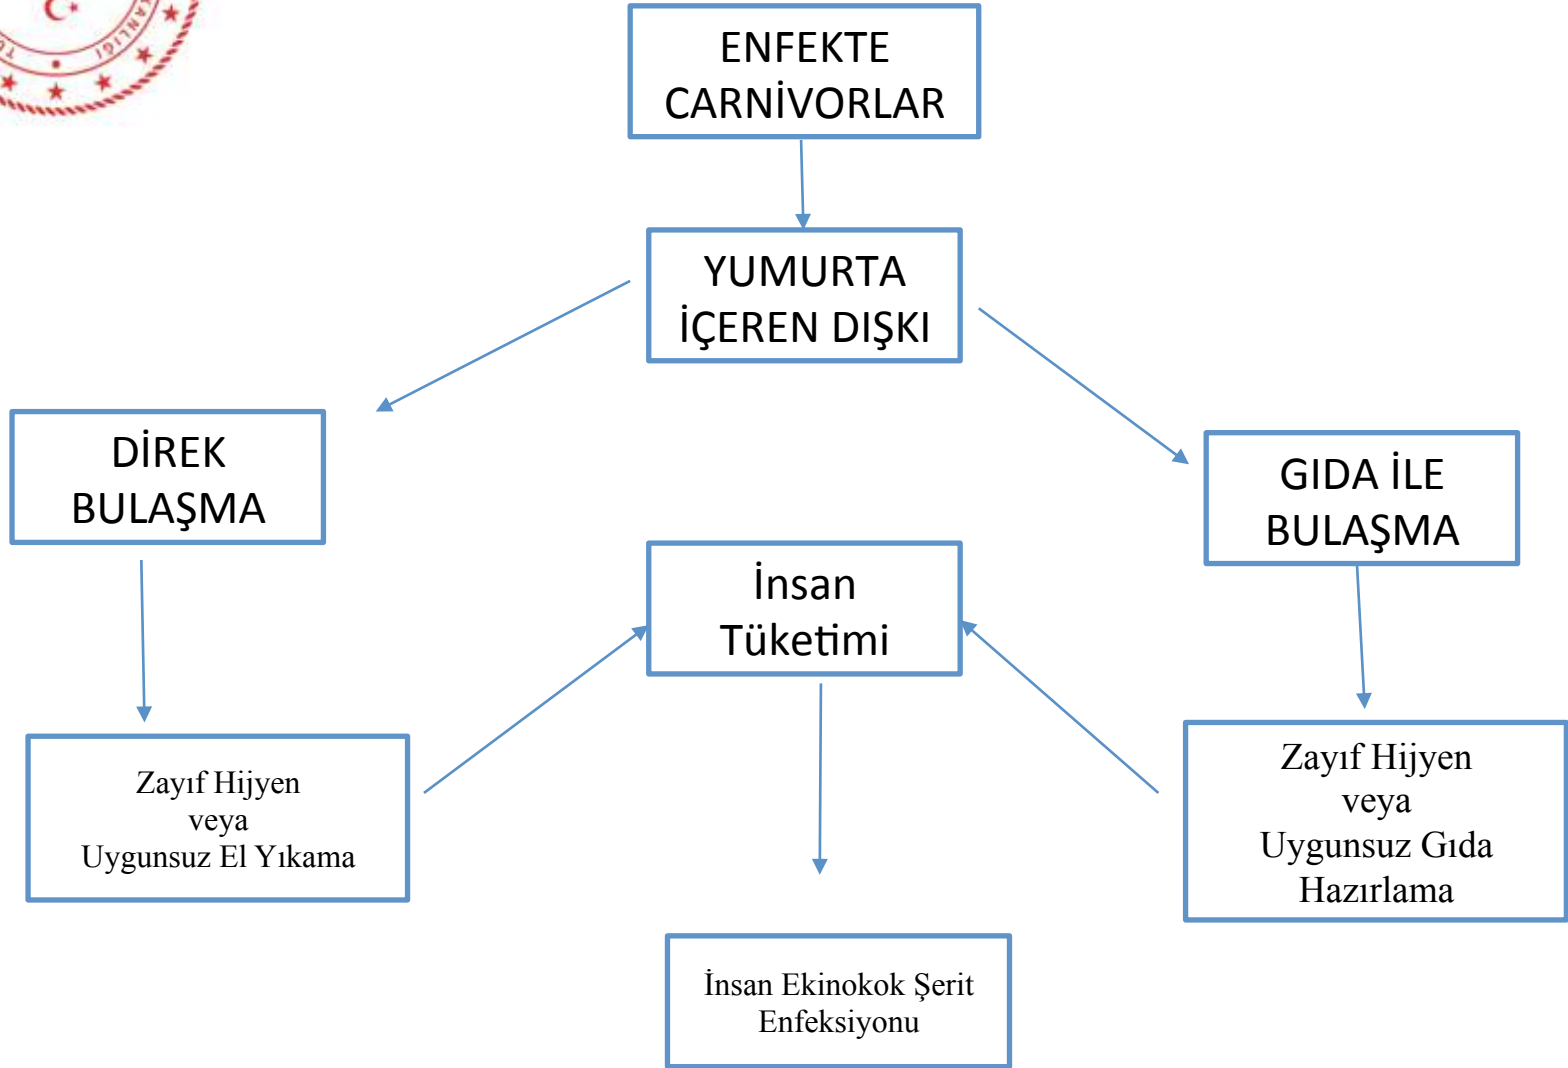 ENFEKTE
CARNİVORLAR
YUMURTA
İÇEREN DIŞKI
DİREK
BULAŞMA
GIDA İLE
BULAŞMA
İnsan
Tüketimi
Zayıf Hijyen
veya
Uygunsuz El Yıkama
Zayıf Hijyen
veya
Uygunsuz Gıda
Hazırlama
İnsan Ekinokok Şerit
Enfeksiyonu